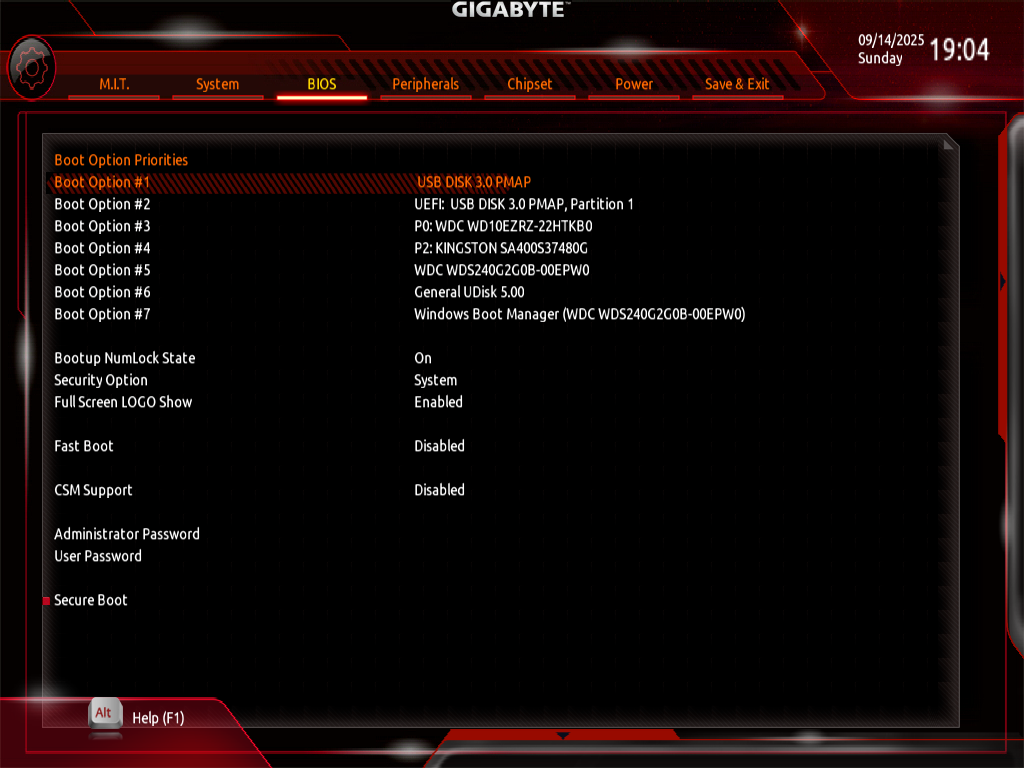 GIGABYTE™
09/14/2025 19:04
Sunday
M.I.T. System BIOS Peripherals Chipset Power Save & Exit
Boot Option Priorities
Boot Option #1 USB DISK 3.0 PMAP
Boot Option #2 UEFI: USB DISK 3.0 PMAP, Partition 1
Boot Option #3 P0: WDC WD10EZRZ-22HTKB0
Boot Option #4 P2: KINGSTON SA400S37480G
Boot Option #5 WDC WDS240G2G0B-00EPW0
Boot Option #6 General UDisk 5.00
Boot Option #7 Windows Boot Manager (WDC WDS240G2G0B-00EPW0)
Bootup NumLock State On
Security Option System
Full Screen LOGO Show Enabled
Fast Boot Disabled
CSM Support Disabled
Administrator Password
User Password
Secure Boot
Alt Help (F1)